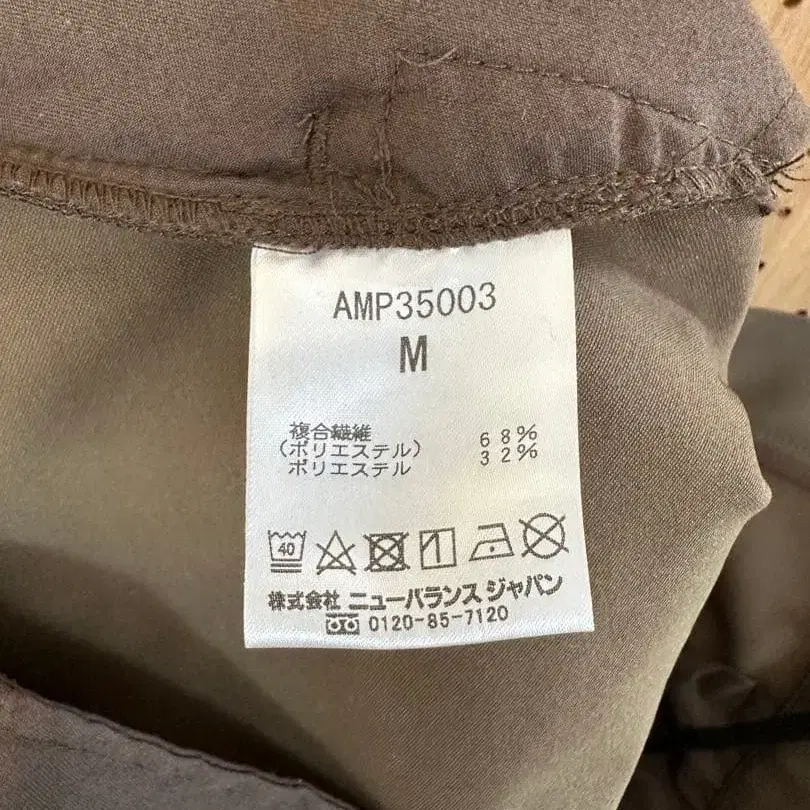 AMP35003
M
複合繊維
(ポリエステル) 68%
ポリエステル 32%
40
株式会社 ニューバランス ジャパン
0120-85-7120